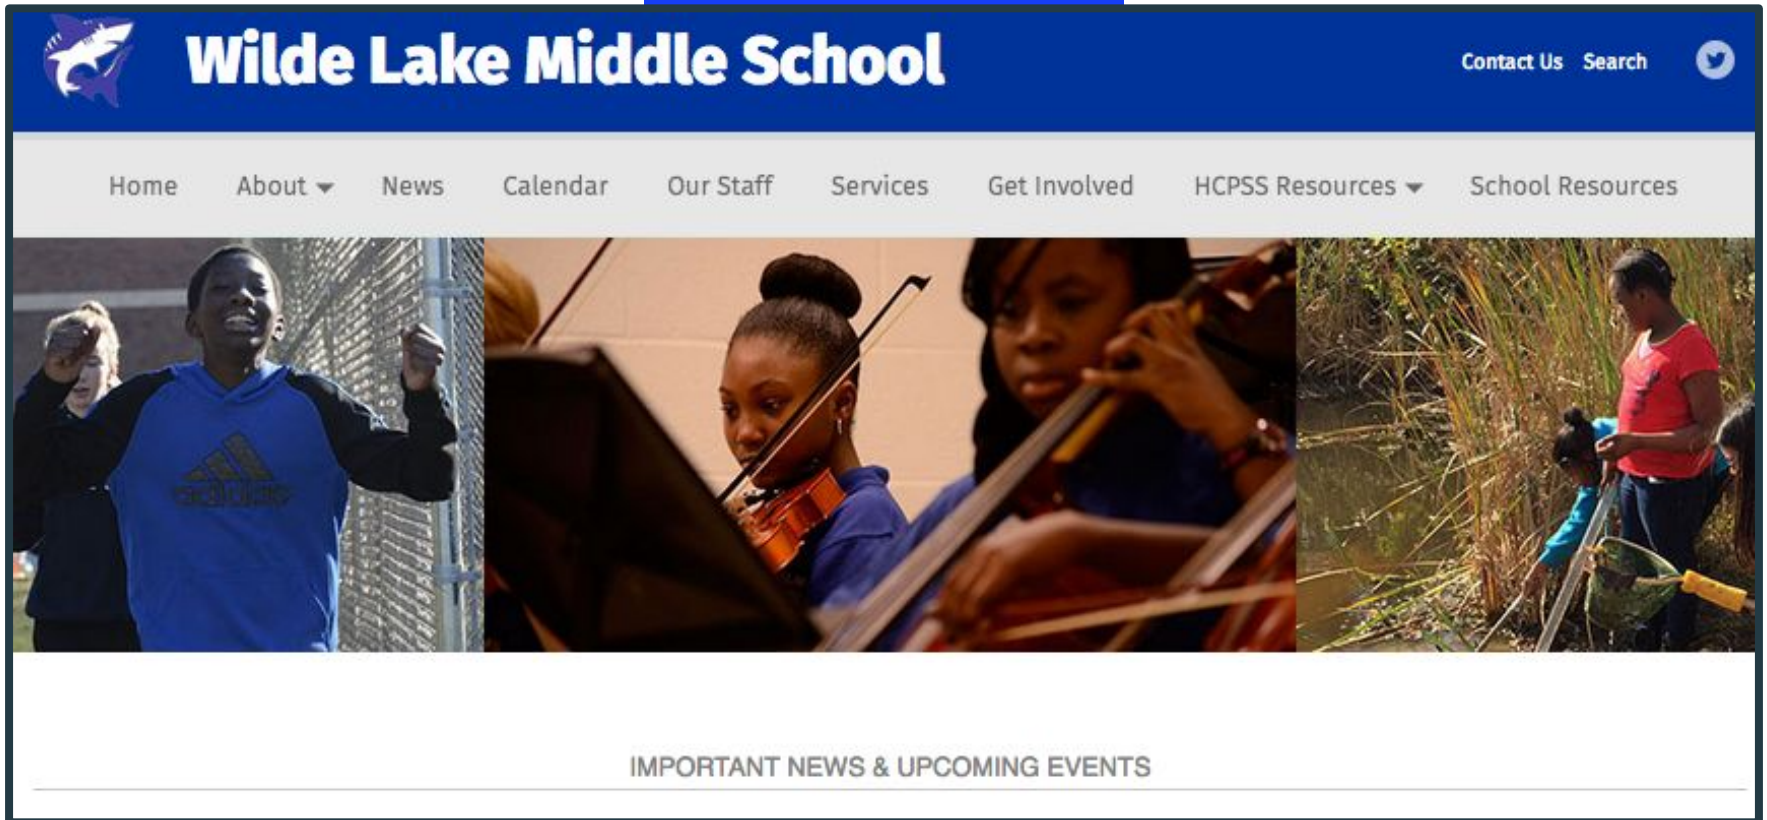 Wilde Lake Middle School
Contact Us Search
Home About News Calendar Our Staff Services Get Involved HCPSS Resources School Resources
adidas
IMPORTANT NEWS & UPCOMING EVENTS